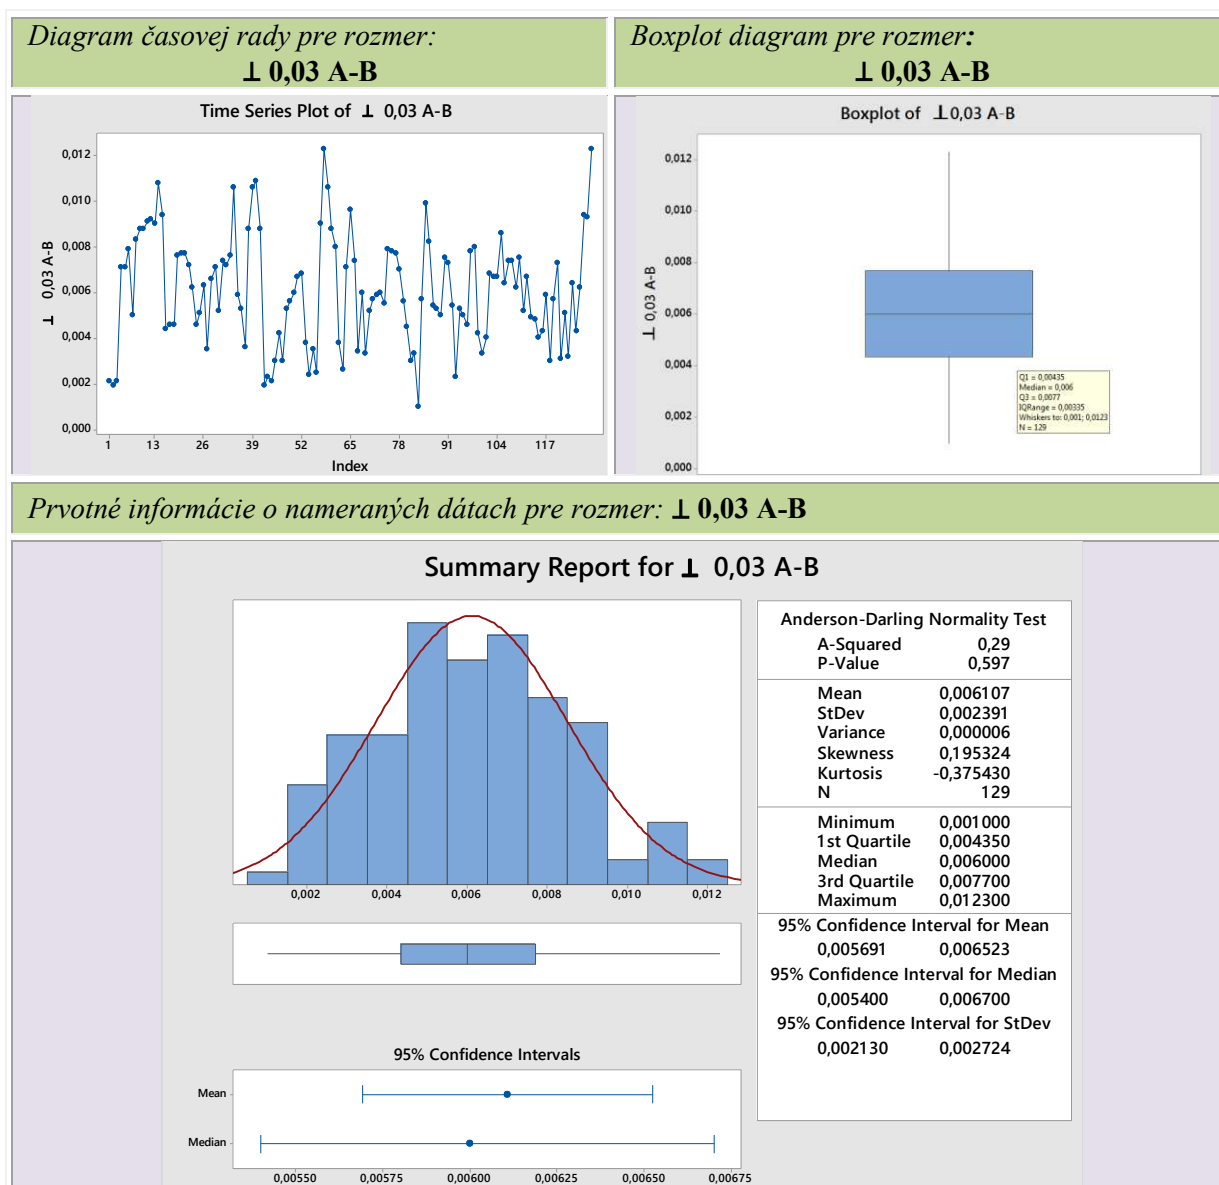 Diagram časovej rady pre rozmer:
⊥ 0,03 A-B
Boxplot diagram pre rozmer:
⊥ 0,03 A-B
Time Series Plot of ⊥ 0,03 A-B
⊥ 0,03 A-B
0,012
0,010
0,008
0,006
0,004
0,002
0,000
1 13 26 39 52 65 78 91 104 117
Index
Boxplot of ⊥0,03 A-B
⊥ 0,03 A-B
0,012
0,010
0,008
0,006
0,004
0,002
0,000
Q1 = 0,00435
Median = 0,006
Q3 = 0,0077
IQRange = 0,00335
Whiskers to: 0,001; 0,0123
N = 129
Prvotné informácie o nameraných dátach pre rozmer: ⊥ 0,03 A-B
Summary Report for ⊥ 0,03 A-B
0,002 0,004 0,006 0,008 0,010 0,012
95% Confidence Intervals
Mean
Median
0,00550 0,00575 0,00600 0,00625 0,00650 0,00675
Anderson-Darling Normality Test
A-Squared 0,29
P-Value 0,597
Mean 0,006107
StDev 0,002391
Variance 0,000006
Skewness 0,195324
Kurtosis -0,375430
N 129
Minimum 0,001000
1st Quartile 0,004350
Median 0,006000
3rd Quartile 0,007700
Maximum 0,012300
95% Confidence Interval for Mean
0,005691 0,006523
95% Confidence Interval for Median
0,005400 0,006700
95% Confidence Interval for StDev
0,002130 0,002724